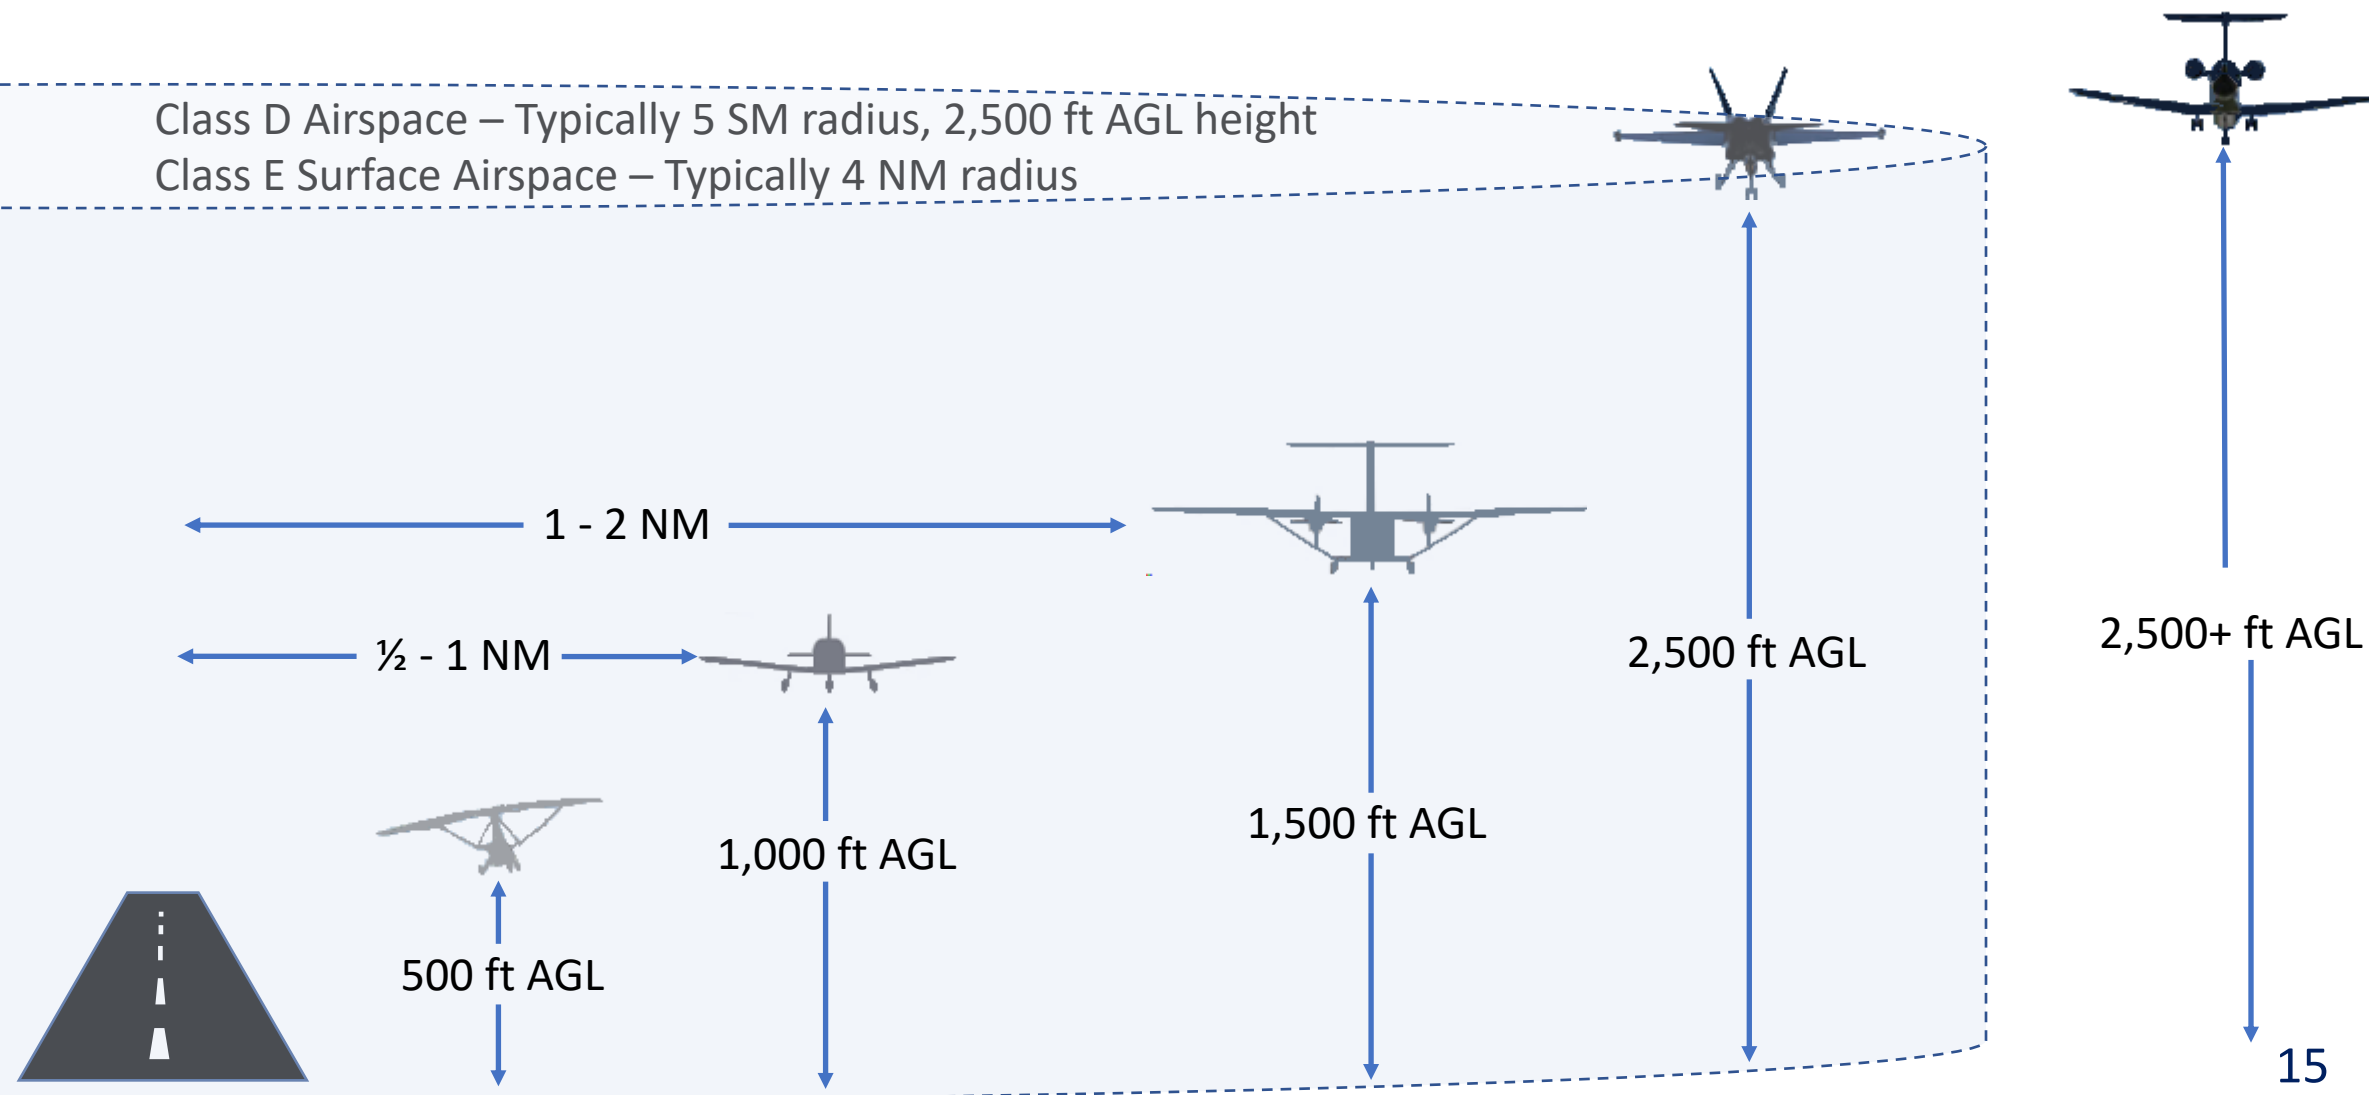 Class D Airspace – Typically 5 SM radius, 2,500 ft AGL height
Class E Surface Airspace – Typically 4 NM radius
1 - 2 NM
½ - 1 NM
2,500 ft AGL
2,500+ ft AGL
1,500 ft AGL
1,000 ft AGL
500 ft AGL
15